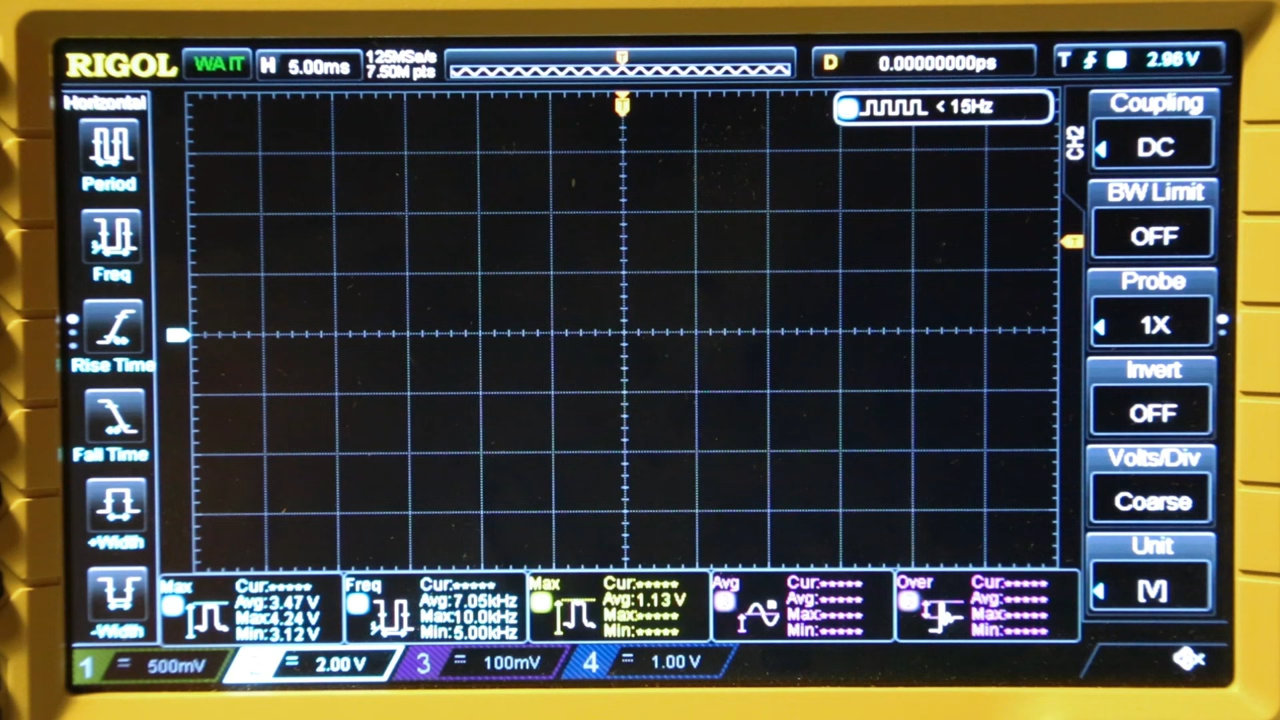 RIGOL WAIT H 5.00ms 125MSa/s 7.50M pts T D 0.00000000ps T 2.96 V
Horizontal
T
< 15Hz
Period
Freq
Rise Time
Fall Time
+Width
-Width
T
CH2
Coupling
DC
BW Limit
OFF
Probe
1X
Invert
OFF
Volts/Div
Coarse
Unit
[V]
Max
Cur:*****
Avg:3.47 V
Max:4.24 V
Min:3.12 V
Freq
Cur:*****
Avg:7.05kHz
Max:10.0kHz
Min:5.00kHz
Max
Cur:*****
Avg:1.13 V
Max:*****
Min:*****
Avg
Cur:*****
Avg:*****
Max:*****
Min:*****
Over
Cur:*****
Avg:*****
Max:*****
Min:*****
1 = 500mV
= 2.00 V
3 = 100mV
4 = 1.00 V